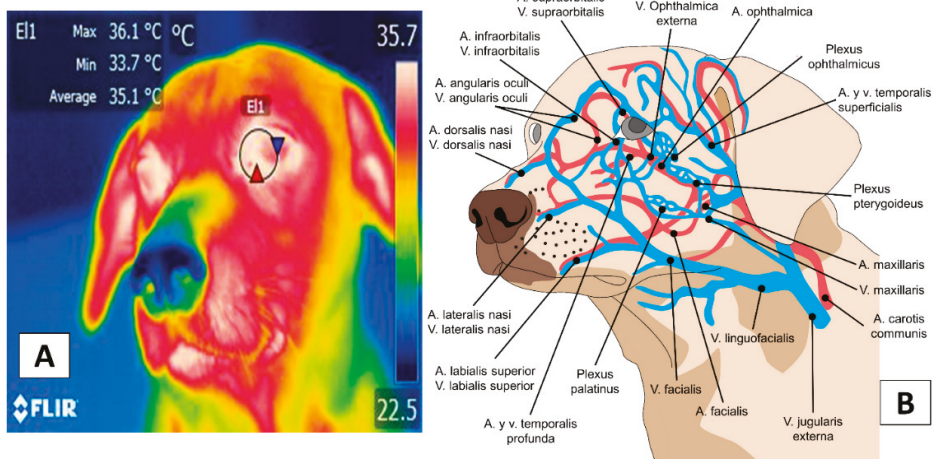 El1 Max 36.1 °C
Min 33.7 °C
Average 35.1 °C
°C
35.7
El1
A
FLIR
22.5
A. supraorbitalis
V. supraorbitalis
V. Ophthalmica
externa
A. ophthalmica
A. infraorbitalis
V. infraorbitalis
Plexus
ophthalmicus
A. angularis oculi
V. angularis oculi
A. y v. temporalis
superficialis
A. dorsalis nasi
V. dorsalis nasi
Plexus
pterygoideus
A. maxillaris
V. maxillaris
A. lateralis nasi
V. lateralis nasi
A. carotis
communis
V. linguofacialis
A. labialis superior
V. labialis superior
Plexus
palatinus
V. facialis
A. facialis
A. y v. temporalis
profunda
V. jugularis
externa
B